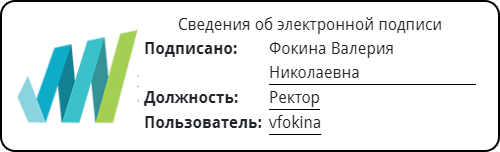 Сведения об электронной подписи
Подписано: Фокина Валерия
Николаевна
Должность: Ректор
Пользователь: vfokina